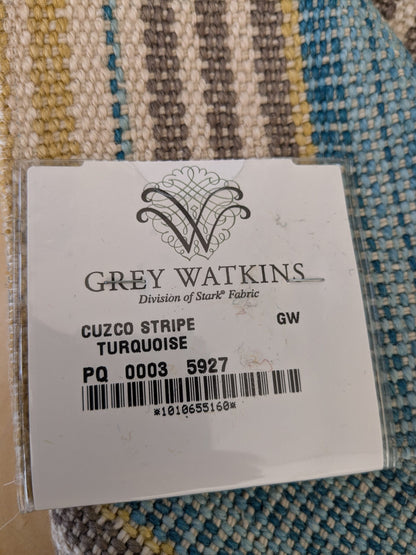 W
GREY WATKINS
Division of Stark® Fabric
CUZCO STRIPE GW
TURQUOISE
PQ 0003 5927
*1010655160*